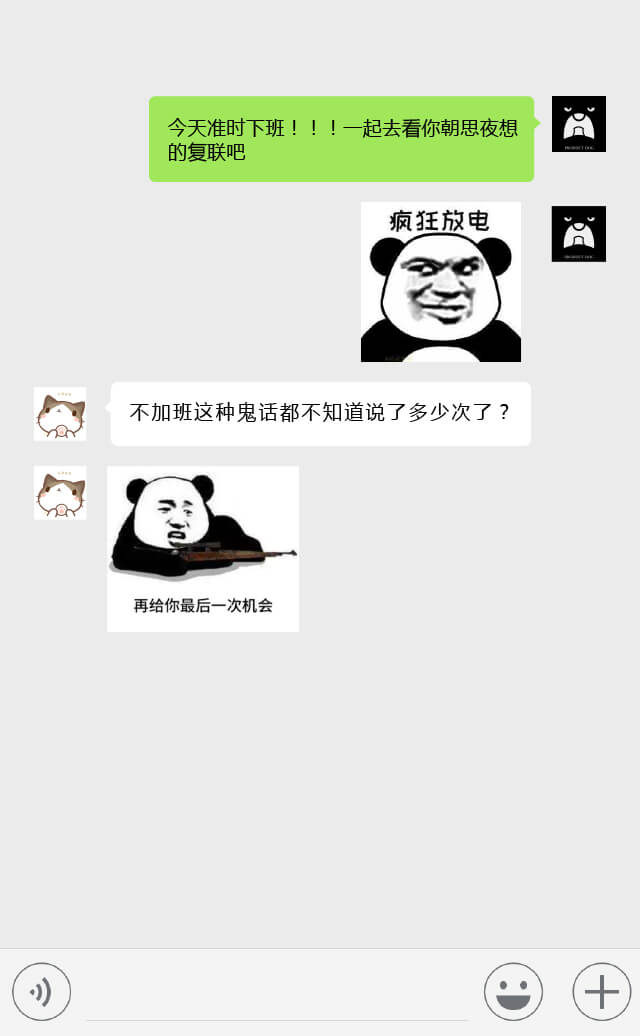 今天准时下班！！！一起去看你朝思夜想
的复联吧
疯狂放电
不加班这种鬼话都不知道说了多少次了？
再给你最后一次机会